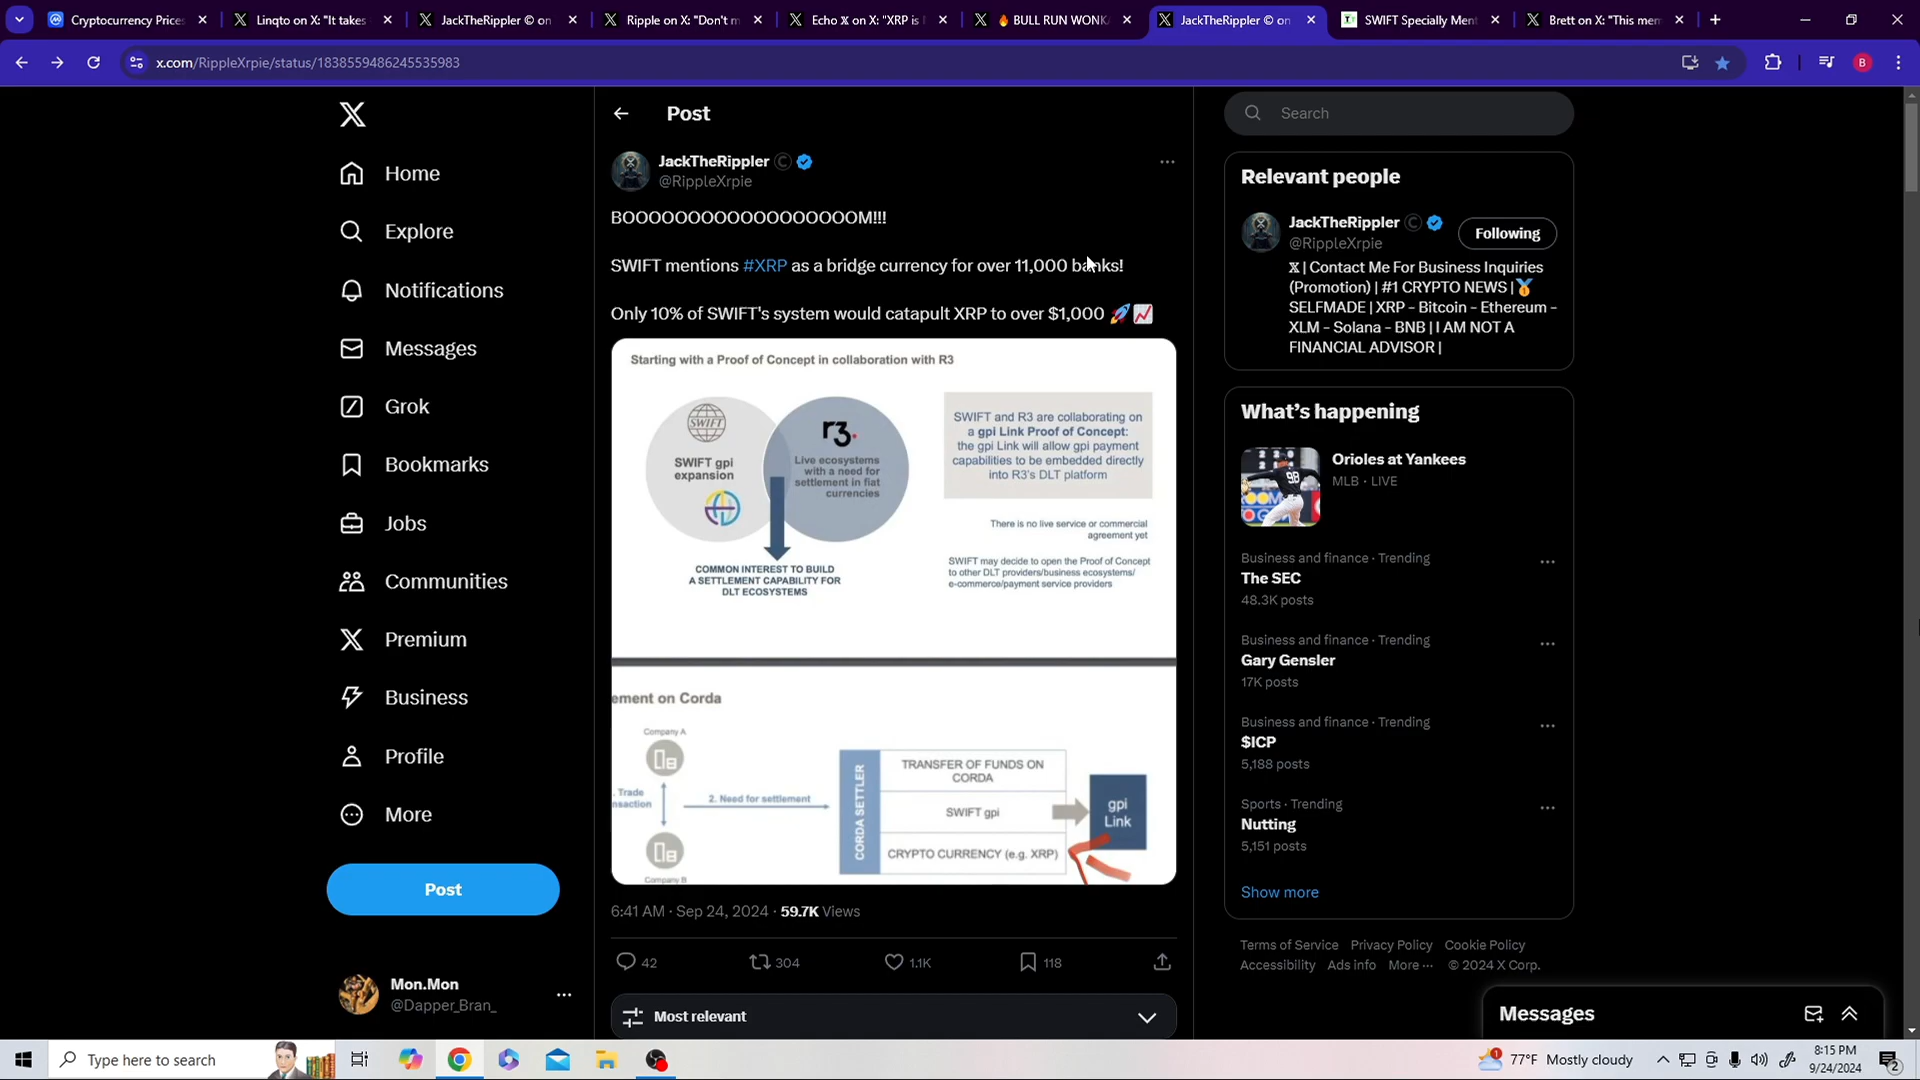 Cryptocurrency Prices
Linqto on X: "It takes
JackTheRippler © on
Ripple on X: "Don't m
Echo 𝕏 on X: "XRP is
🔥 BULL RUN WONK
JackTheRippler © on
SWIFT Specially Ment
Brett on X: "This mem
x.com/RippleXrpie/status/1838559486245535983
B
Home
Explore
Notifications
Messages
Grok
Bookmarks
Jobs
Communities
Premium
Business
Profile
More
Post
Mon.Mon
@Dapper_Bran_
Post
JackTheRippler ©
@RippleXrpie
BOOOOOOOOOOOOOOOOOOM!!!
SWIFT mentions #XRP as a bridge currency for over 11,000 banks!
Only 10% of SWIFT's system would catapult XRP to over $1,000 🚀📈
Starting with a Proof of Concept in collaboration with R3
SWIFT
SWIFT gpi
expansion
r3.
Live ecosystems
with a need for
settlement in fiat
currencies
COMMON INTEREST TO BUILD
A SETTLEMENT CAPABILITY FOR
DLT ECOSYSTEMS
SWIFT and R3 are collaborating on
a gpi Link Proof of Concept:
the gpi Link will allow gpi payment
capabilities to be embedded directly
into R3's DLT platform
There is no live service or commercial
agreement yet
SWIFT may decide to open the Proof of Concept
to other DLT providers/business ecosystems/
e-commerce/payment service providers
ement on Corda
Company A
. Trade
nsaction
2. Need for settlement
Company B
CORDA SETTLER
TRANSFER OF FUNDS ON
CORDA
SWIFT gpi
CRYPTO CURRENCY (e.g. XRP)
gpi
Link
6:41 AM · Sep 24, 2024 · 59.7K Views
42
304
1.1K
118
Most relevant
Search
Relevant people
JackTheRippler ©
@RippleXrpie
Following
𝕏 | Contact Me For Business Inquiries
(Promotion) | #1 CRYPTO NEWS |🥇
SELFMADE | XRP – Bitcoin – Ethereum –
XLM – Solana – BNB | I AM NOT A
FINANCIAL ADVISOR |
What's happening
Orioles at Yankees
MLB · LIVE
Business and finance · Trending
The SEC
48.3K posts
Business and finance · Trending
Gary Gensler
17K posts
Business and finance · Trending
$ICP
5,188 posts
Sports · Trending
Nutting
5,151 posts
Show more
Terms of Service Privacy Policy Cookie Policy
Accessibility Ads info More ··· © 2024 X Corp.
Messages
Type here to search
1
77°F Mostly cloudy
8:15 PM
9/24/2024
2